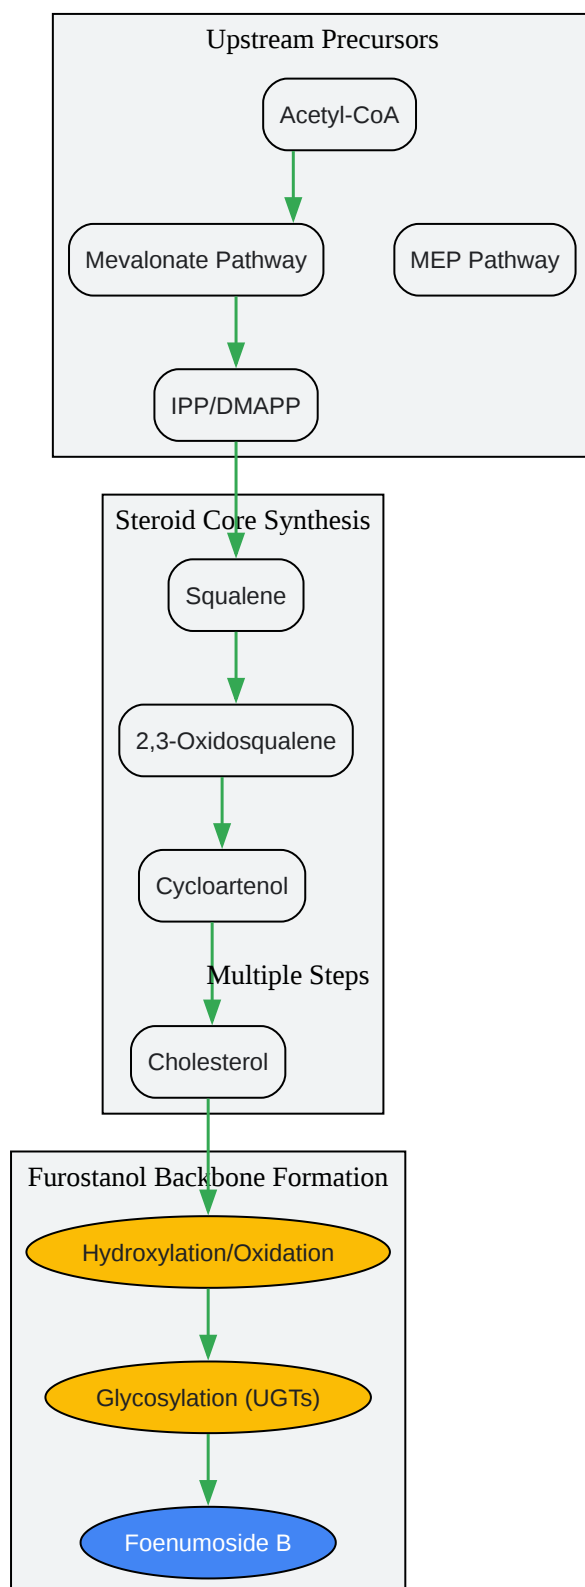 Upstream Precursors
Acetyl-CoA
Mevalonate Pathway
MEP Pathway
IPP/DMAPP
Steroid Core Synthesis
Squalene
2,3-Oxidosqualene
Cycloartenol
Multiple Steps
Cholesterol
Furostanol Backbone Formation
Hydroxylation/Oxidation
Glycosylation (UGTs)
Foenumoside B